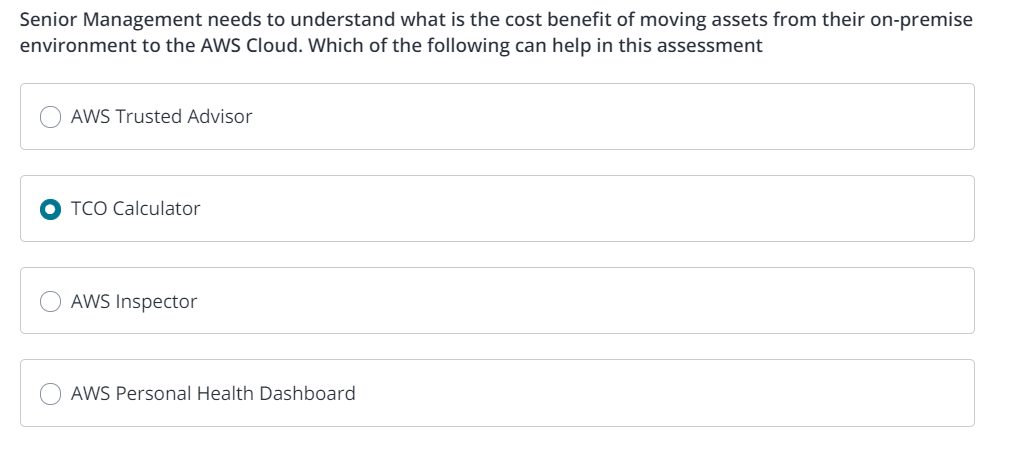 Senior Management needs to understand what is the cost benefit of moving assets from their on-premise
environment to the AWS Cloud. Which of the following can help in this assessment
AWS Trusted Advisor
TCO Calculator
AWS Inspector
AWS Personal Health Dashboard